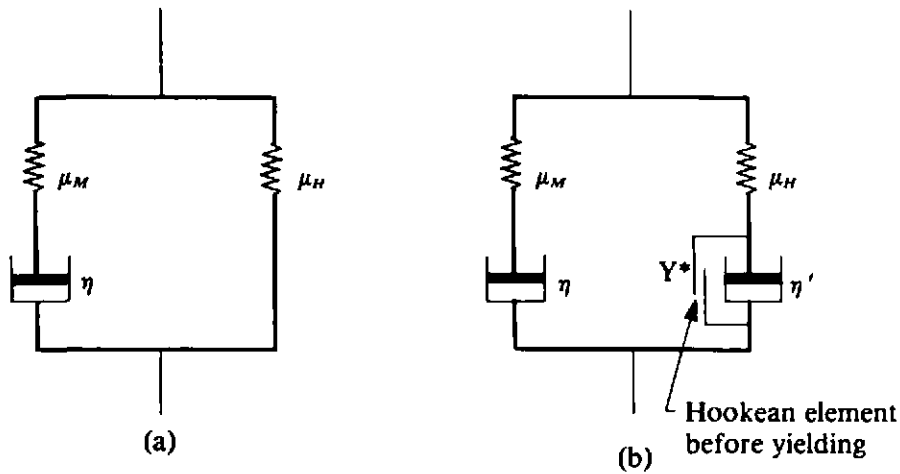 μM
μH
η
(a)
μM
μH
Y*
η
η′
Hookean element
before yielding
(b)